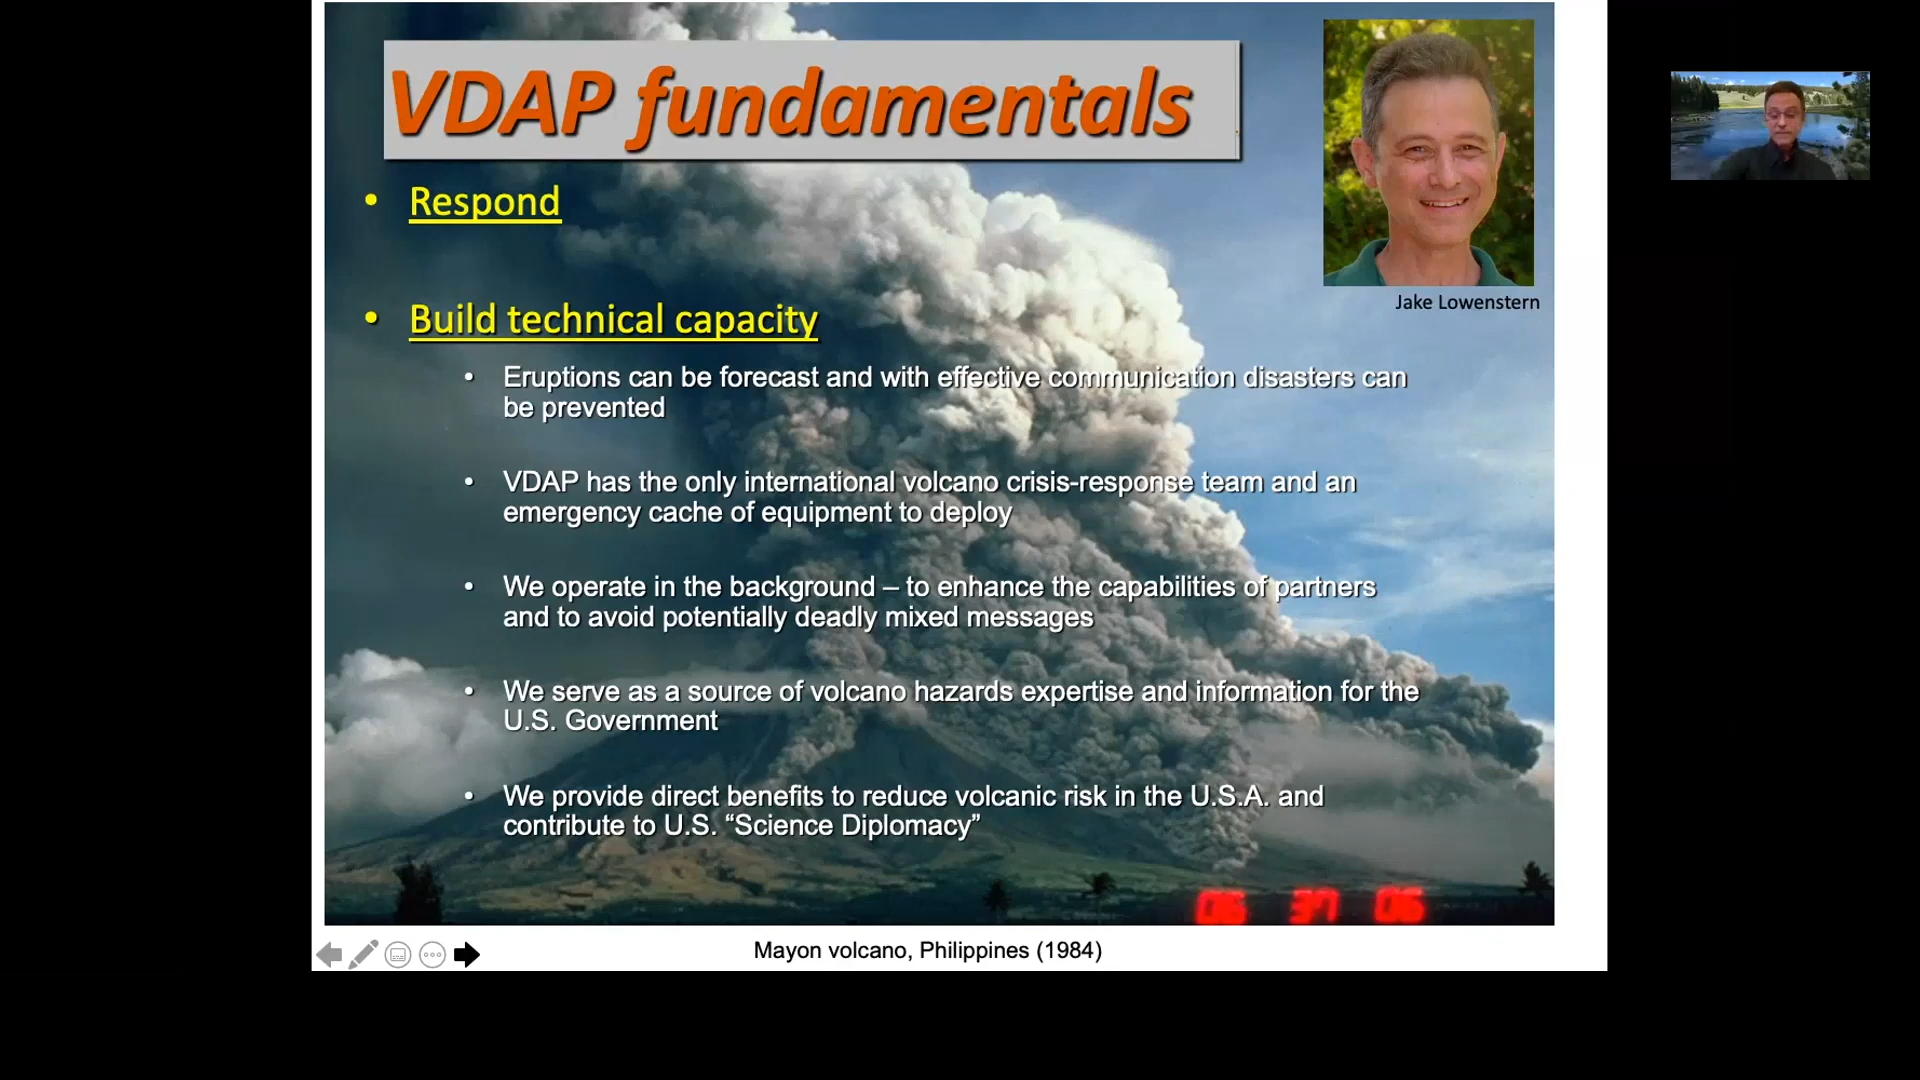 VDAP fundamentals
• Respond
Jake Lowenstern
• Build technical capacity
• Eruptions can be forecast and with effective communication disasters can
be prevented
• VDAP has the only international volcano crisis-response team and an
emergency cache of equipment to deploy
• We operate in the background – to enhance the capabilities of partners
and to avoid potentially deadly mixed messages
• We serve as a source of volcano hazards expertise and information for the
U.S. Government
• We provide direct benefits to reduce volcanic risk in the U.S.A. and
contribute to U.S. “Science Diplomacy”
06 37 06
Mayon volcano, Philippines (1984)